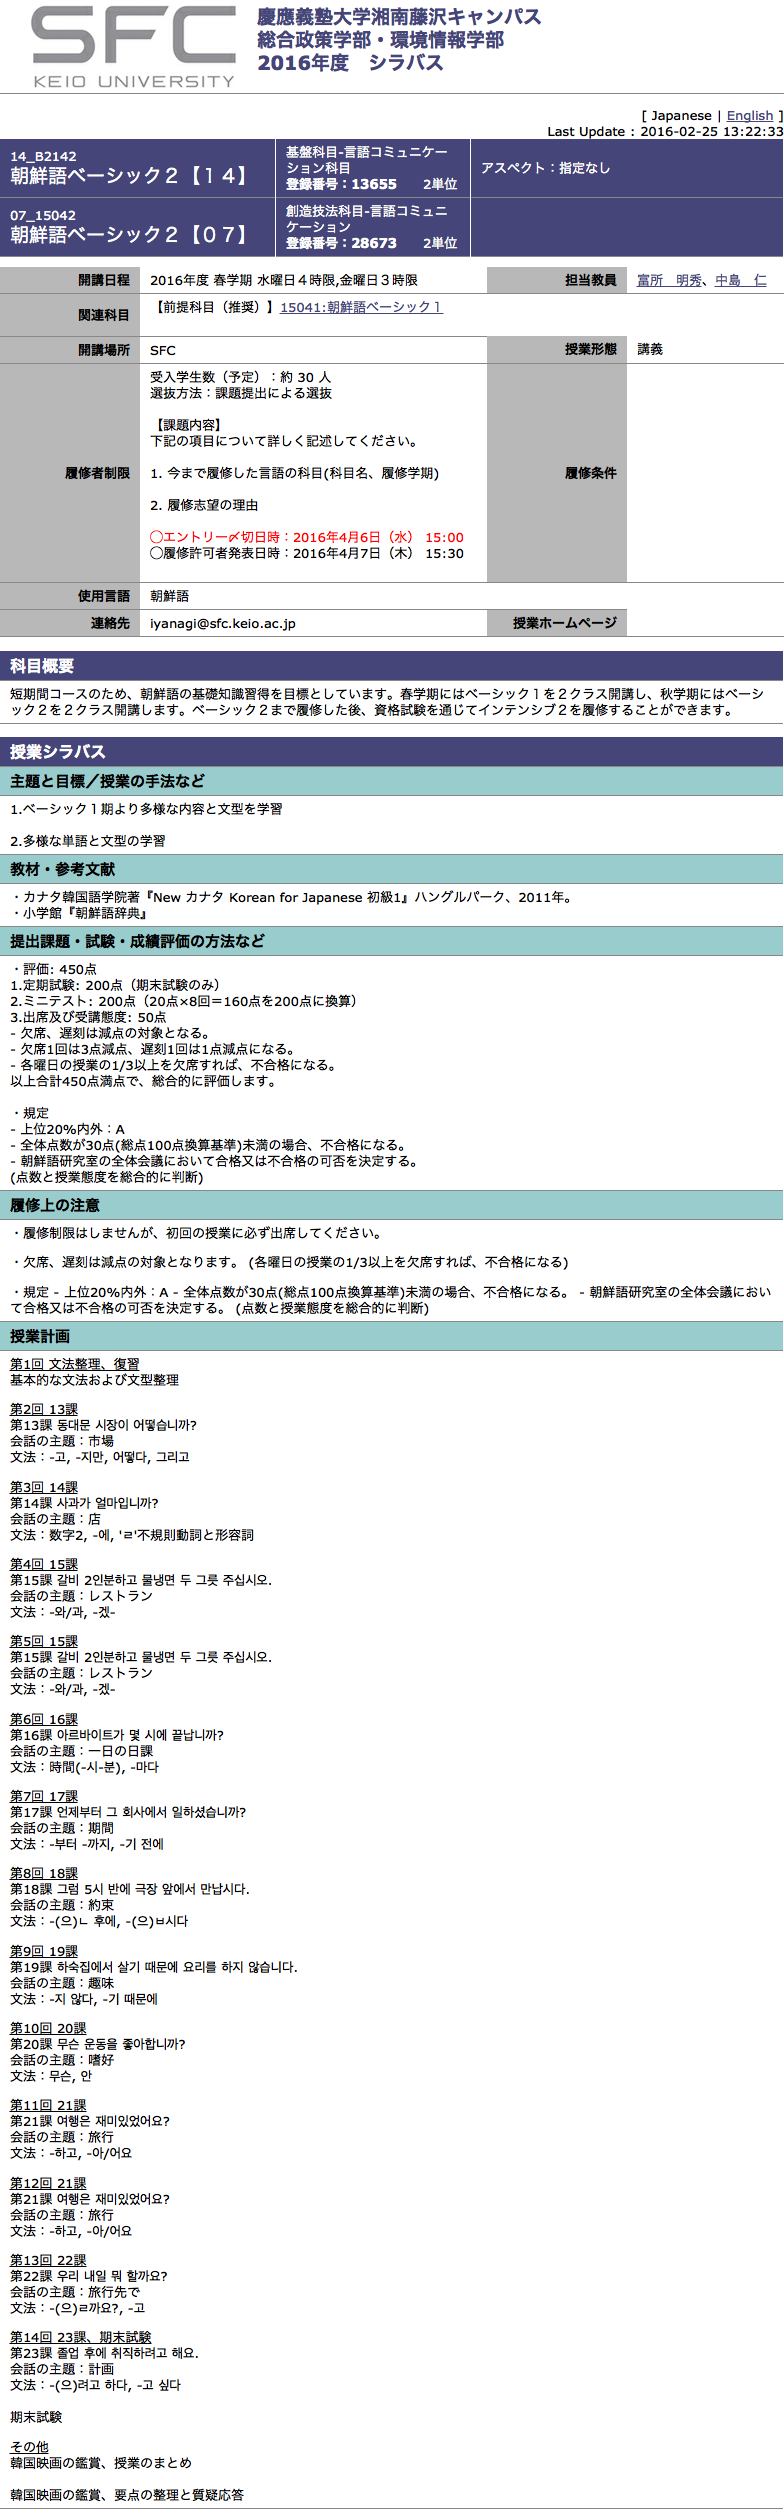 SFC
KEIO UNIVERSITY
慶應義塾大学湘南藤沢キャンパス
総合政策学部・環境情報学部
2016年度　シラバス
[ Japanese | English ]
Last Update : 2016-02-25 13:22:33
14_B2142
朝鮮語ベーシック２【１４】
基盤科目-言語コミュニケー
ション科目
登録番号：13655　　2単位
アスペクト：指定なし
07_15042
朝鮮語ベーシック２【０７】
創造技法科目-言語コミュニ
ケーション
登録番号：28673　　2単位
開講日程　2016年度 春学期 水曜日４時限,金曜日３時限　担当教員　富所　明秀、中島　仁
関連科目　【前提科目（推奨）】15041:朝鮮語ベーシック１
開講場所　SFC　授業形態　講義
履修者制限
受入学生数（予定）：約 30 人
選抜方法：課題提出による選抜
【課題内容】
下記の項目について詳しく記述してください。
1. 今まで履修した言語の科目(科目名、履修学期)
2. 履修志望の理由
◯エントリー〆切日時：2016年4月6日（水） 15:00
◯履修許可者発表日時：2016年4月7日（木） 15:30
履修条件
使用言語　朝鮮語
連絡先　iyanagi@sfc.keio.ac.jp　授業ホームページ
科目概要
短期間コースのため、朝鮮語の基礎知識習得を目標としています。春学期にはベーシック１を２クラス開講し、秋学期にはベーシ
ック２を２クラス開講します。ベーシック２まで履修した後、資格試験を通じてインテンシブ２を履修することができます。
授業シラバス
主題と目標／授業の手法など
1.ベーシック１期より多様な内容と文型を学習
2.多様な単語と文型の学習
教材・参考文献
・カナタ韓国語学院著『New カナタ Korean for Japanese 初級1』ハングルパーク、2011年。
・小学館『朝鮮語辞典』
提出課題・試験・成績評価の方法など
・評価: 450点
1.定期試験: 200点（期末試験のみ）
2.ミニテスト: 200点（20点×8回＝160点を200点に換算）
3.出席及び受講態度: 50点
- 欠席、遅刻は減点の対象となる。
- 欠席1回は3点減点、遅刻1回は1点減点になる。
- 各曜日の授業の1/3以上を欠席すれば、不合格になる。
以上合計450点満点で、総合的に評価します。
・規定
- 上位20%内外：A
- 全体点数が30点(総点100点換算基準)未満の場合、不合格になる。
- 朝鮮語研究室の全体会議において合格又は不合格の可否を決定する。
(点数と授業態度を総合的に判断)
履修上の注意
・履修制限はしませんが、初回の授業に必ず出席してください。
・欠席、遅刻は減点の対象となります。 (各曜日の授業の1/3以上を欠席すれば、不合格になる)
・規定 - 上位20%内外：A - 全体点数が30点(総点100点換算基準)未満の場合、不合格になる。 - 朝鮮語研究室の全体会議におい
て合格又は不合格の可否を決定する。 (点数と授業態度を総合的に判断)
授業計画
第1回 文法整理、復習
基本的な文法および文型整理
第2回 13課
第13課 동대문 시장이 어떻습니까?
会話の主題：市場
文法：-고, -지만, 어떻다, 그리고
第3回 14課
第14課 사과가 얼마입니까?
会話の主題：店
文法：数字2, -에, 'ㄹ'不規則動詞と形容詞
第4回 15課
第15課 갈비 2인분하고 물냉면 두 그릇 주십시오.
会話の主題：レストラン
文法：-와/과, -겠-
第5回 15課
第15課 갈비 2인분하고 물냉면 두 그릇 주십시오.
会話の主題：レストラン
文法：-와/과, -겠-
第6回 16課
第16課 아르바이트가 몇 시에 끝납니까?
会話の主題：一日の日課
文法：時間(-시-분), -마다
第7回 17課
第17課 언제부터 그 회사에서 일하셨습니까?
会話の主題：期間
文法：-부터 -까지, -기 전에
第8回 18課
第18課 그럼 5시 반에 극장 앞에서 만납시다.
会話の主題：約束
文法：-(으)ㄴ 후에, -(으)ㅂ시다
第9回 19課
第19課 하숙집에서 살기 때문에 요리를 하지 않습니다.
会話の主題：趣味
文法：-지 않다, -기 때문에
第10回 20課
第20課 무슨 운동을 좋아합니까?
会話の主題：嗜好
文法：무슨, 안
第11回 21課
第21課 여행은 재미있었어요?
会話の主題：旅行
文法：-하고, -아/어요
第12回 21課
第21課 여행은 재미있었어요?
会話の主題：旅行
文法：-하고, -아/어요
第13回 22課
第22課 우리 내일 뭐 할까요?
会話の主題：旅行先で
文法：-(으)ㄹ까요?, -고
第14回 23課、期末試験
第23課 졸업 후에 취직하려고 해요.
会話の主題：計画
文法：-(으)려고 하다, -고 싶다
期末試験
その他
韓国映画の鑑賞、授業のまとめ
韓国映画の鑑賞、要点の整理と質疑応答